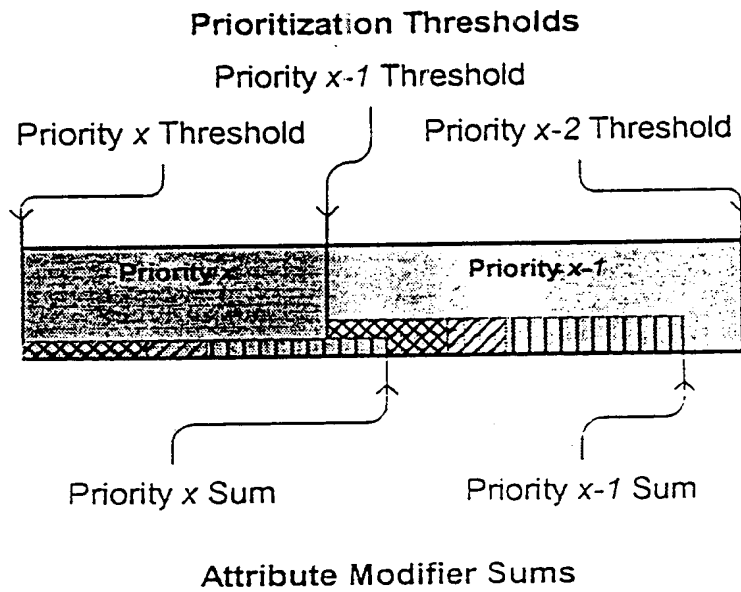 Prioritization Thresholds
Priority x-1 Threshold
Priority x Threshold
Priority x-2 Threshold
Priority x
Priority x-1
Priority x Sum
Priority x-1 Sum
Attribute Modifier Sums